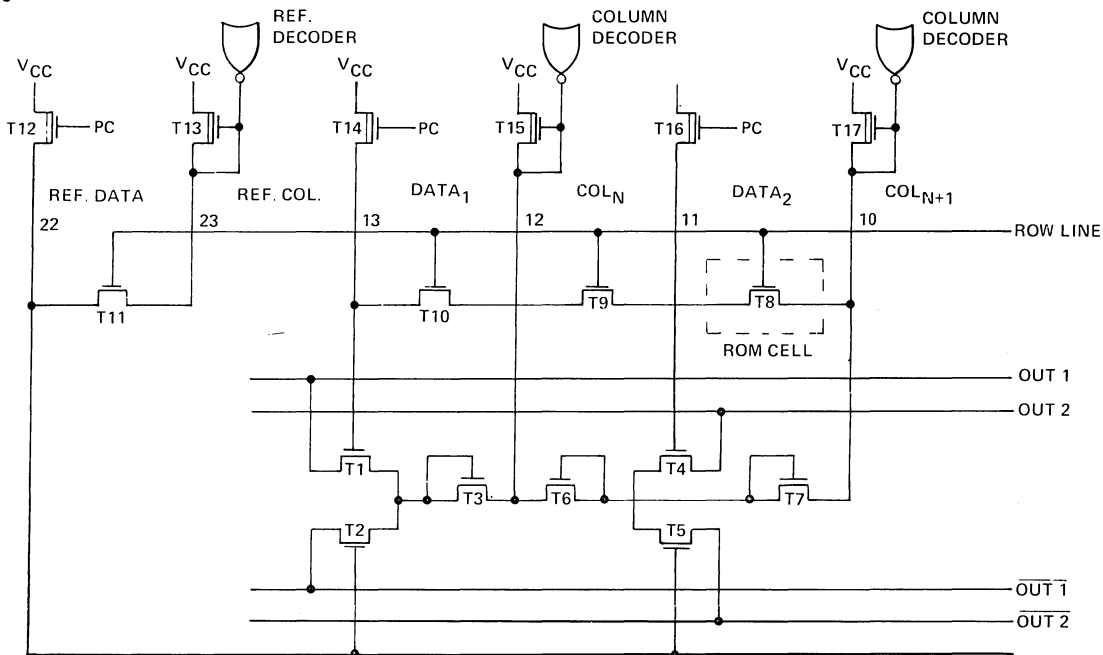 REF.
DECODER
COLUMN
DECODER
COLUMN
DECODER
VCC
VCC
VCC
VCC
VCC
T12
PC
T13
T14
PC
T15
T16
PC
T17
REF. DATA
REF. COL.
DATA1
COLN
DATA2
COLN+1
22
23
13
12
11
10
ROW LINE
T11
T10
T9
T8
ROM CELL
OUT 1
OUT 2
T1
T4
T3
T6
T7
T2
T5
OUT 1
OUT 2